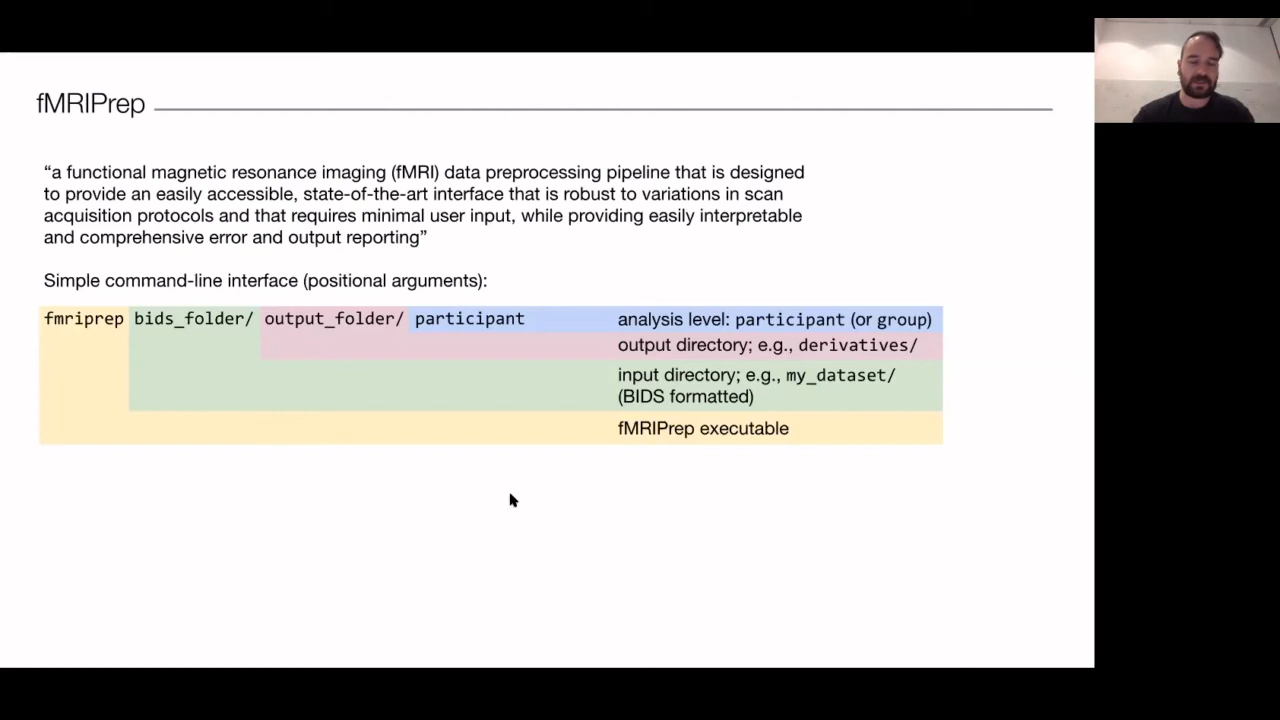 fMRIPrep
“a functional magnetic resonance imaging (fMRI) data preprocessing pipeline that is designed
to provide an easily accessible, state-of-the-art interface that is robust to variations in scan
acquisition protocols and that requires minimal user input, while providing easily interpretable
and comprehensive error and output reporting”
Simple command-line interface (positional arguments):
fmriprep bids_folder/ output_folder/ participant analysis level: participant (or group)
output directory; e.g., derivatives/
input directory; e.g., my_dataset/
(BIDS formatted)
fMRIPrep executable